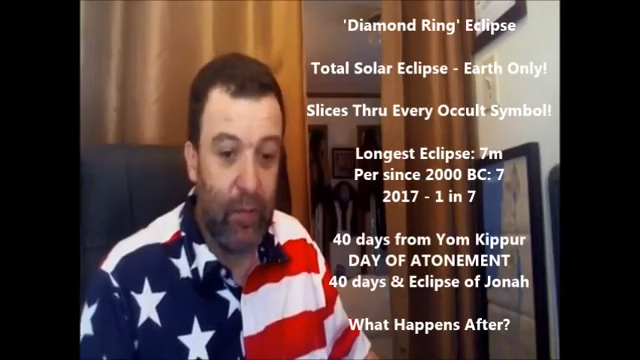 'Diamond Ring' Eclipse
Total Solar Eclipse - Earth Only!
Slices Thru Every Occult Symbol!
Longest Eclipse: 7m
Per since 2000 BC: 7
2017 - 1 in 7
40 days from Yom Kippur
DAY OF ATONEMENT
40 days & Eclipse of Jonah
What Happens After?